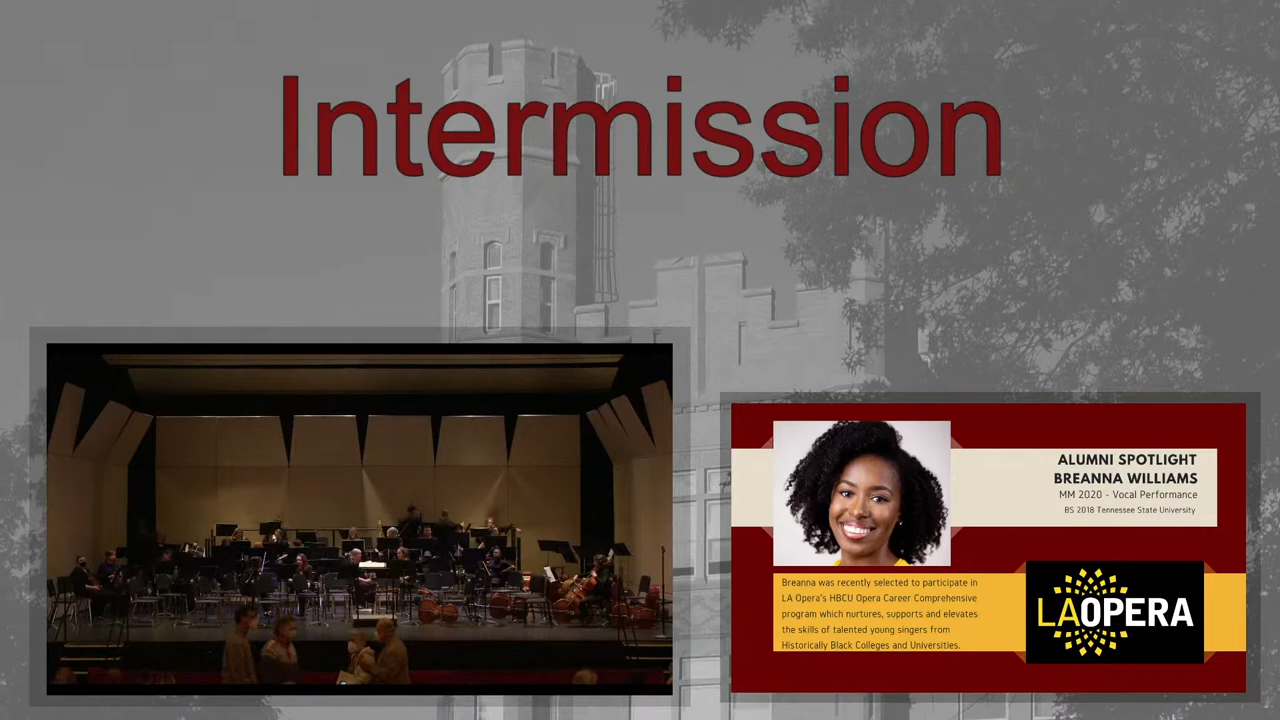 Intermission
ALUMNI SPOTLIGHT
BREANNA WILLIAMS
MM 2020 - Vocal Performance
BS 2018 Tennessee State University
Breanna was recently selected to participate in
LA Opera's HBCU Opera Career Comprehensive
program which nurtures, supports and elevates
the skills of talented young singers from
Historically Black Colleges and Universities.
LAOPERA